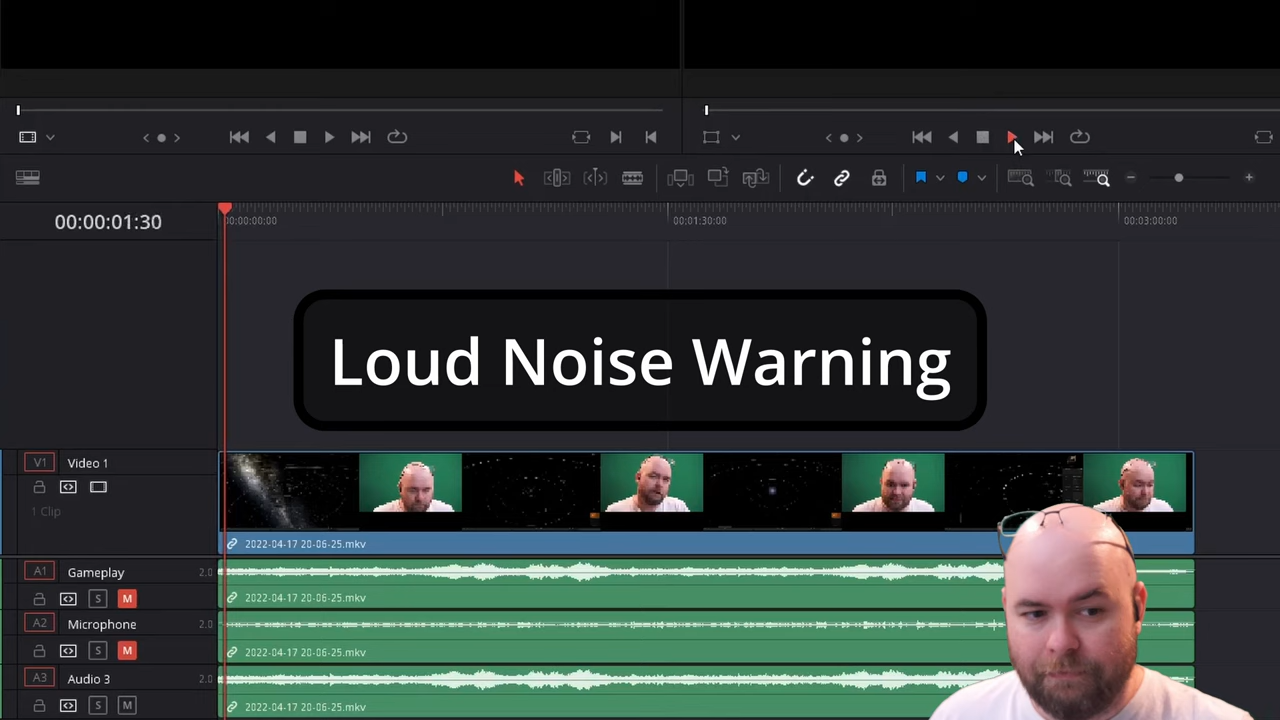 00:00:01:30
00:00:00:00
00:01:30:00
00:03:00:00
Loud Noise Warning
V1 Video 1
1 Clip
2022-04-17 20-06-25.mkv
A1 Gameplay 2.0
S M
2022-04-17 20-06-25.mkv
A2 Microphone 2.0
S M
2022-04-17 20-06-25.mkv
A3 Audio 3 2.0
S M
2022-04-17 20-06-25.mkv